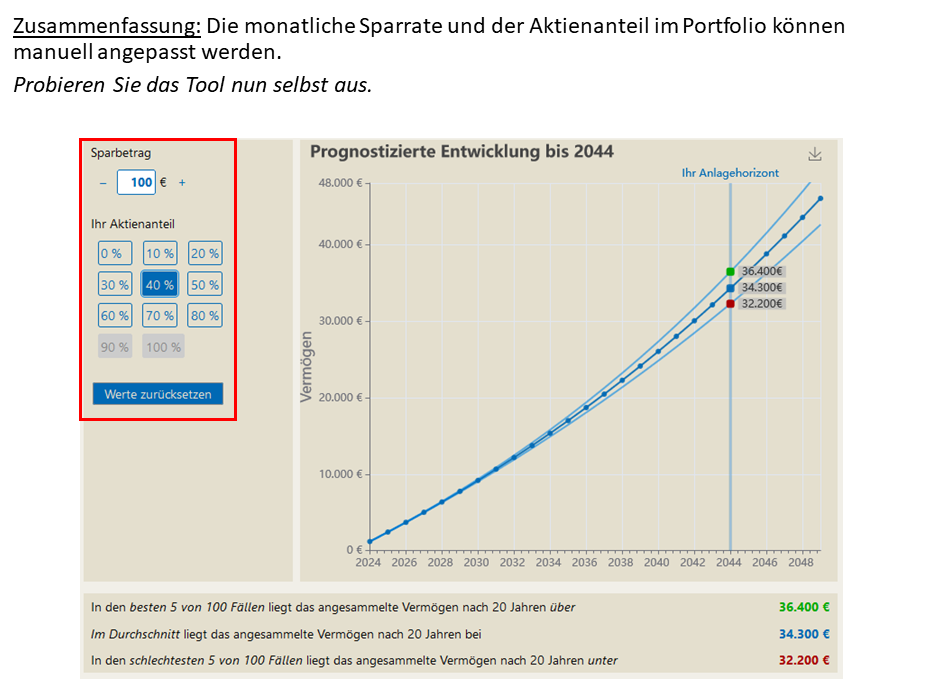 Zusammenfassung: Die monatliche Sparrate und der Aktienanteil im Portfolio können
manuell angepasst werden.
Probieren Sie das Tool nun selbst aus.
Sparbetrag
– 100 € +
Ihr Aktienanteil
0 % 10 % 20 %
30 % 40 % 50 %
60 % 70 % 80 %
90 % 100 %
Werte zurücksetzen
Prognostizierte Entwicklung bis 2044
Ihr Anlagehorizont
Vermögen
48.000 €
40.000 €
30.000 €
20.000 €
10.000 €
0 €
36.400€
34.300€
32.200€
2024 2026 2028 2030 2032 2034 2036 2038 2040 2042 2044 2046 2048
In den besten 5 von 100 Fällen liegt das angesammelte Vermögen nach 20 Jahren über 36.400 €
Im Durchschnitt liegt das angesammelte Vermögen nach 20 Jahren bei 34.300 €
In den schlechtesten 5 von 100 Fällen liegt das angesammelte Vermögen nach 20 Jahren unter 32.200 €